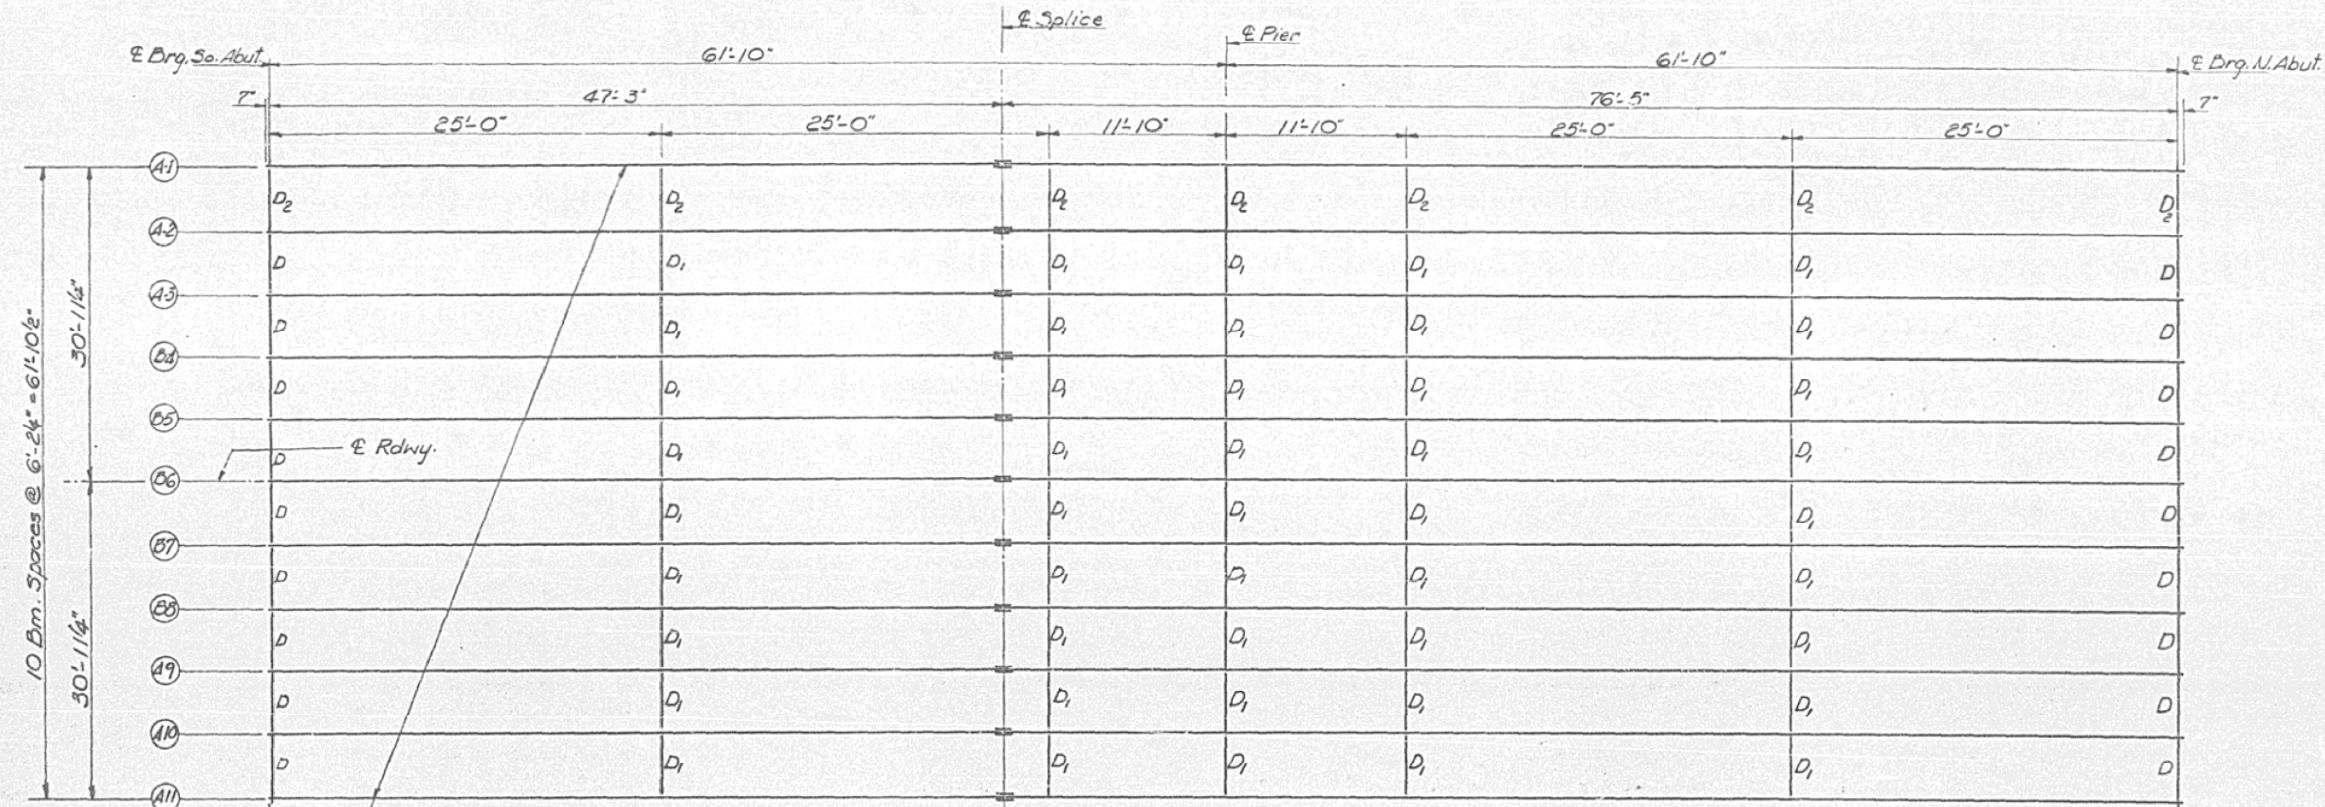 ℄ Splice
℄ Pier
℄ Brg. So. Abut. 61'-10" 61'-10" ℄ Brg. N. Abut.
7" 47'-3" 76'-5" 7"
25'-0" 25'-0" 11'-10" 11'-10" 25'-0" 25'-0"
A1
D2 D2 D2 D2 D2 D2 D2
A2
D D1 D1 D1 D1 D1 D
A3
D D1 D1 D1 D1 D1 D
B4
D D1 D1 D1 D1 D1 D
B5
℄ Rdwy.
D D1 D1 D1 D1 D1 D
B6
D D1 D1 D1 D1 D1 D
B7
D D1 D1 D1 D1 D1 D
B8
D D1 D1 D1 D1 D1 D
A9
D D1 D1 D1 D1 D1 D
A10
D D1 D1 D1 D1 D1 D
A11
10 Bm. Spaces @ 6'-2¼" = 61'-10½"
30'-11¼"
30'-11¼"